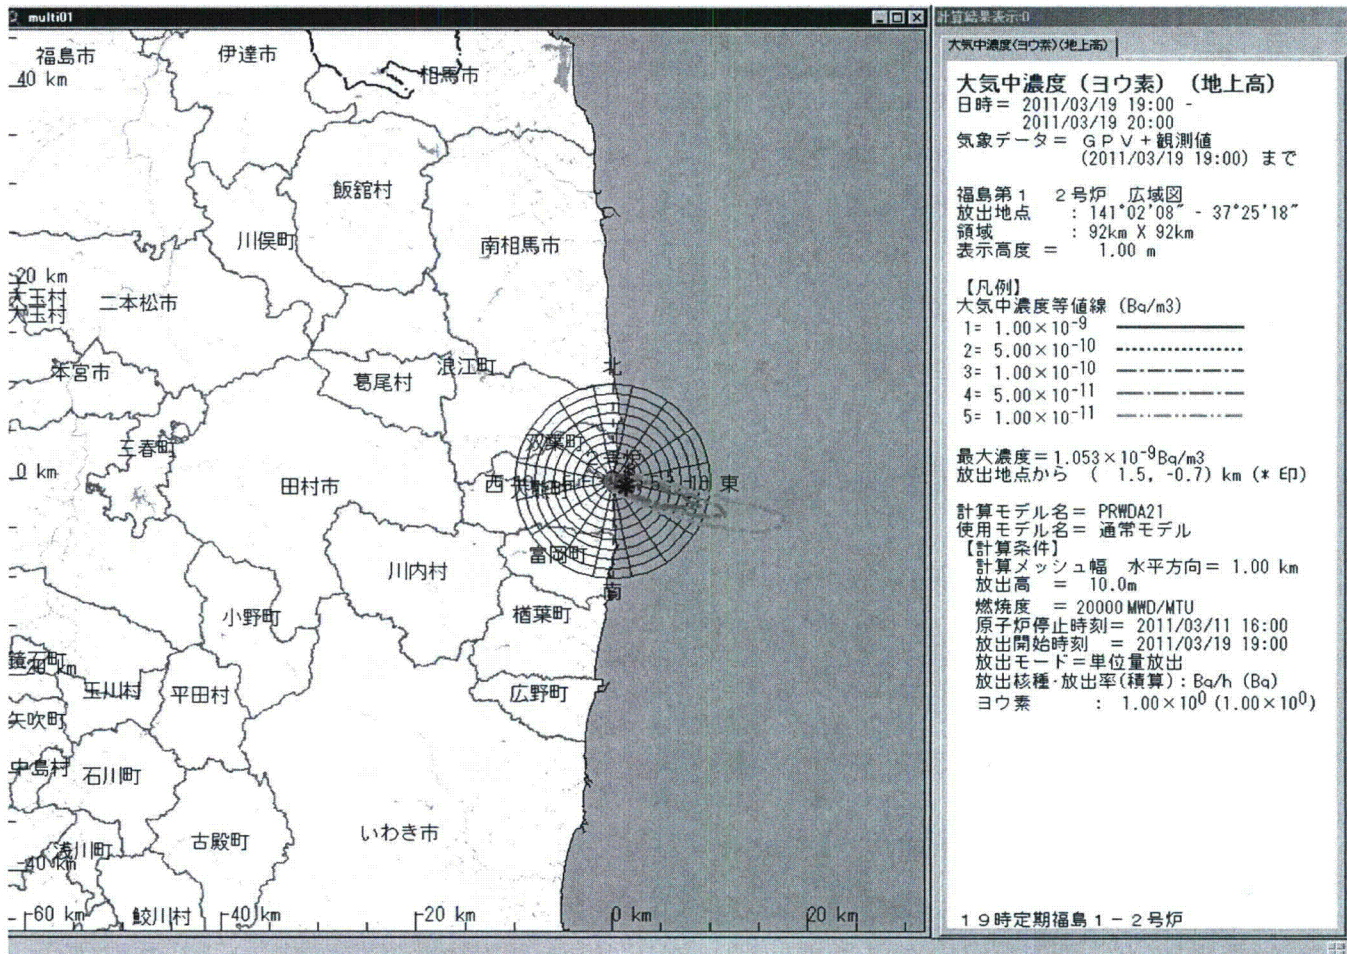 multi01
福島市
伊達市
相馬市
40 km
飯舘村
川俣町
南相馬市
20 km
大玉村
大玉村
二本松市
本宮市
浪江町
葛尾村
北
双葉町
三春町
0 km
田村市
西
東
富岡町
川内村
南
小野町
楢葉町
鏡石町
玉川村
平田村
広野町
矢吹町
中島村
石川町
古殿町
いわき市
浅川町
-40 km
鮫川村
-60 km
-40 km
-20 km
0 km
20 km
計算結果表示:0
大気中濃度(ヨウ素)(地上高)
大気中濃度(ヨウ素) (地上高)
日時= 2011/03/19 19:00 -
2011/03/19 20:00
気象データ= GPV+観測値
(2011/03/19 19:00) まで
福島第1 2号炉 広域図
放出地点 : 141°02'08" - 37°25'18"
領域 : 92km X 92km
表示高度 = 1.00 m
【凡例】
大気中濃度等値線 (Bq/m3)
1= 1.00×10⁻⁹
2= 5.00×10⁻¹⁰
3= 1.00×10⁻¹⁰
4= 5.00×10⁻¹¹
5= 1.00×10⁻¹¹
最大濃度=1.053×10⁻⁹Bq/m3
放出地点から ( 1.5, -0.7) km (* 印)
計算モデル名= PRWDA21
使用モデル名= 通常モデル
【計算条件】
計算メッシュ幅 水平方向= 1.00 km
放出高 = 10.0m
燃焼度 = 20000MWD/MTU
原子炉停止時刻= 2011/03/11 16:00
放出開始時刻 = 2011/03/19 19:00
放出モード=単位量放出
放出核種・放出率(積算):Bq/h (Bq)
ヨウ素 : 1.00×10⁰(1.00×10⁰)
19時定期福島1-2号炉